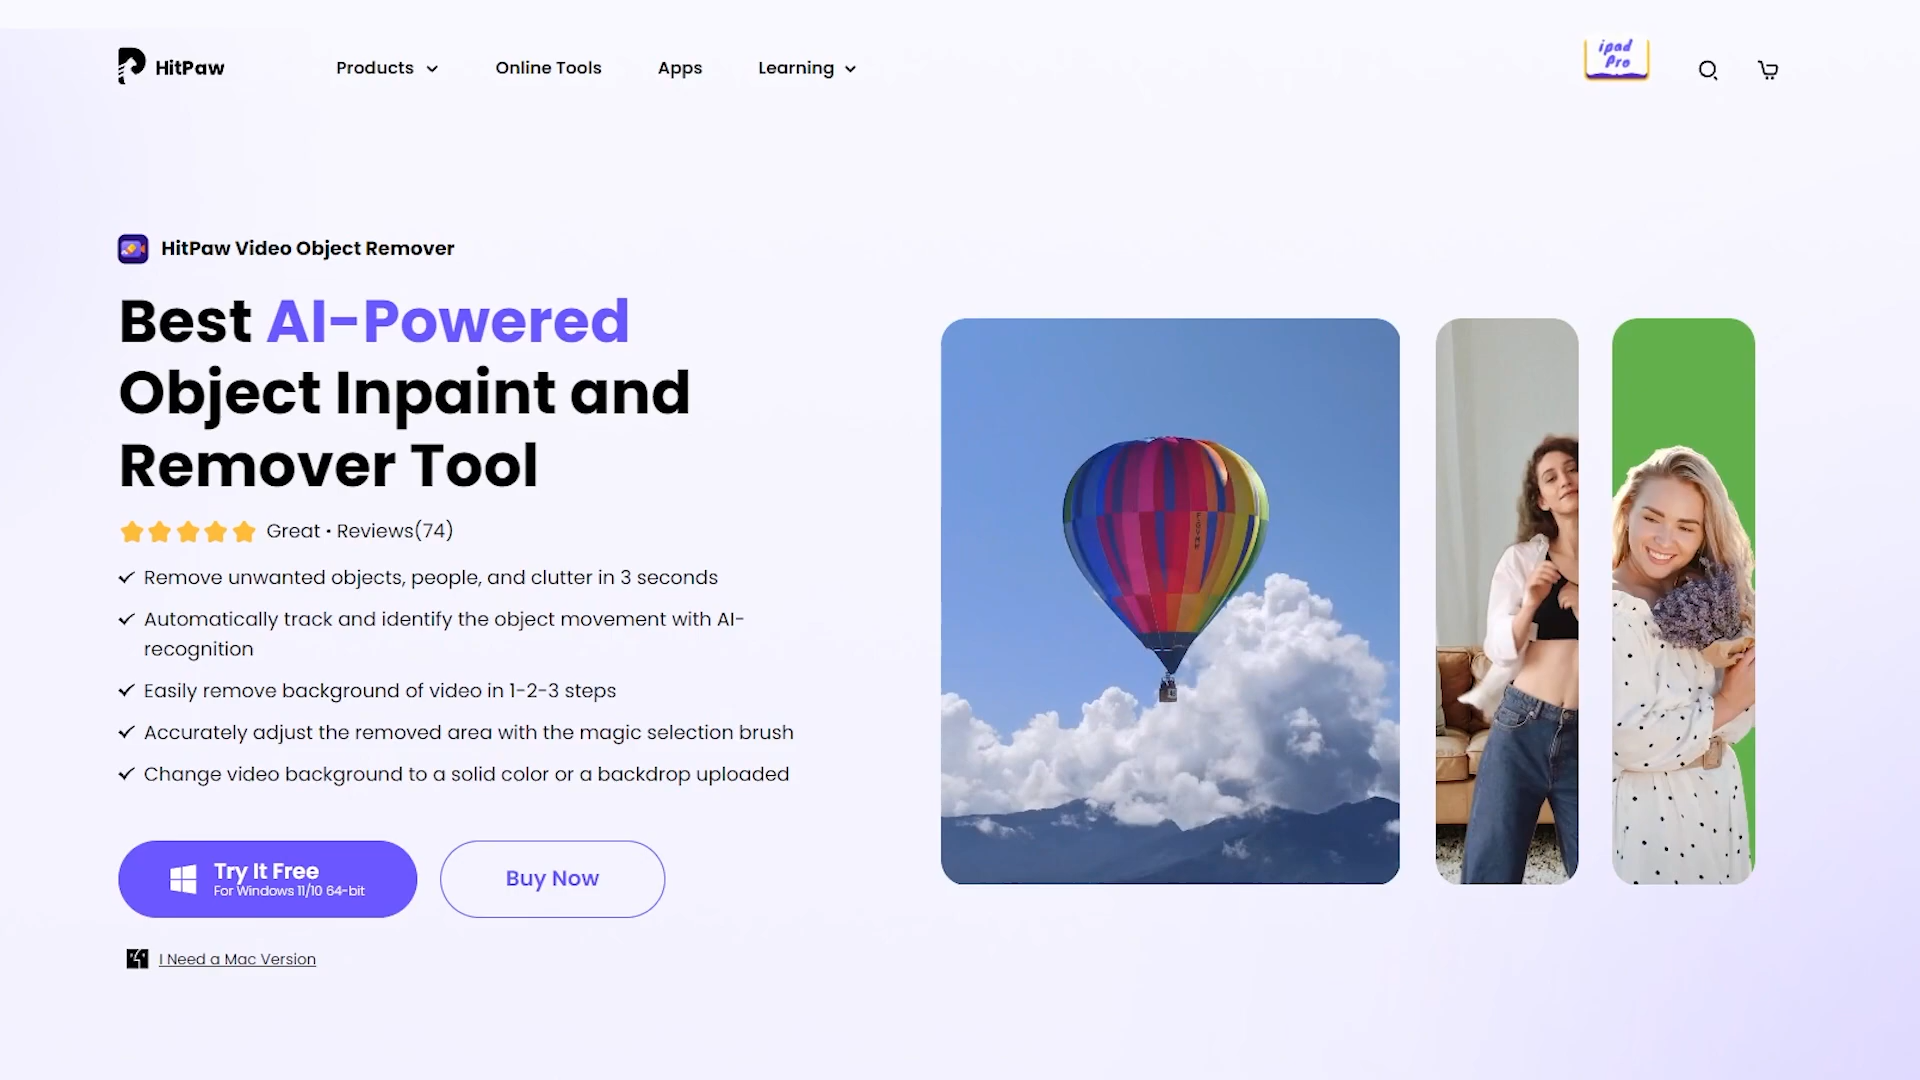 HitPaw
Products
Online Tools
Apps
Learning
ipad
Pro
HitPaw Video Object Remover
Best AI-Powered
Object Inpaint and
Remover Tool
Great • Reviews(74)
Remove unwanted objects, people, and clutter in 3 seconds
Automatically track and identify the object movement with AI-
recognition
Easily remove background of video in 1-2-3 steps
Accurately adjust the removed area with the magic selection brush
Change video background to a solid color or a backdrop uploaded
Try It Free
For Windows 11/10 64-bit
Buy Now
I Need a Mac Version